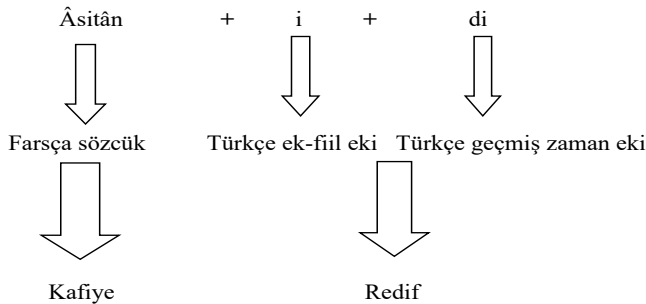 Âsitân + i + di
Farsça sözcük Türkçe ek-fiil eki Türkçe geçmiş zaman eki
Kafiye Redif